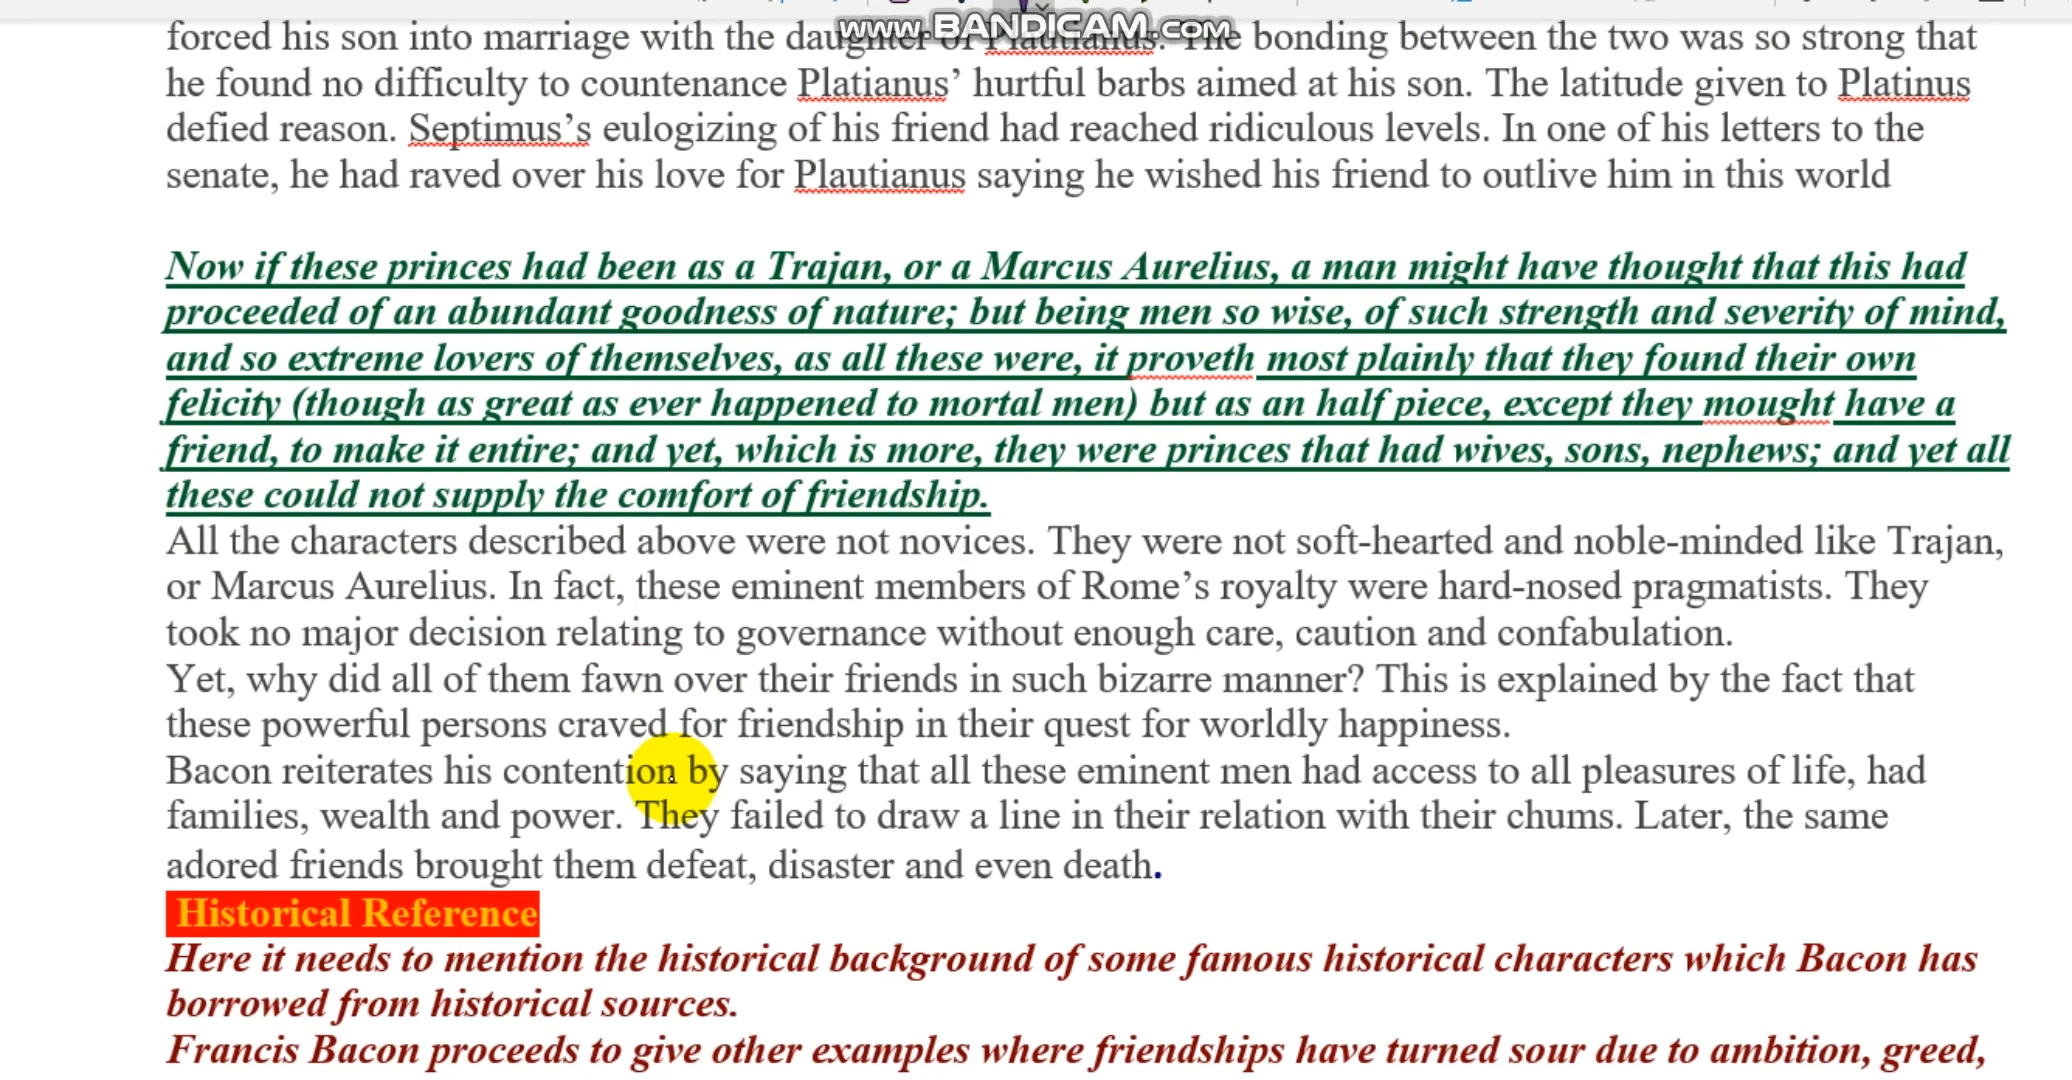 www.BANDICAM.com
forced his son into marriage with the daughter of Plautianus. The bonding between the two was so strong that
he found no difficulty to countenance Platianus’ hurtful barbs aimed at his son. The latitude given to Platinus
defied reason. Septimus’s eulogizing of his friend had reached ridiculous levels. In one of his letters to the
senate, he had raved over his love for Plautianus saying he wished his friend to outlive him in this world
Now if these princes had been as a Trajan, or a Marcus Aurelius, a man might have thought that this had
proceeded of an abundant goodness of nature; but being men so wise, of such strength and severity of mind,
and so extreme lovers of themselves, as all these were, it proveth most plainly that they found their own
felicity (though as great as ever happened to mortal men) but as an half piece, except they mought have a
friend, to make it entire; and yet, which is more, they were princes that had wives, sons, nephews; and yet all
these could not supply the comfort of friendship.
All the characters described above were not novices. They were not soft-hearted and noble-minded like Trajan,
or Marcus Aurelius. In fact, these eminent members of Rome’s royalty were hard-nosed pragmatists. They
took no major decision relating to governance without enough care, caution and confabulation.
Yet, why did all of them fawn over their friends in such bizarre manner? This is explained by the fact that
these powerful persons craved for friendship in their quest for worldly happiness.
Bacon reiterates his contention by saying that all these eminent men had access to all pleasures of life, had
families, wealth and power. They failed to draw a line in their relation with their chums. Later, the same
adored friends brought them defeat, disaster and even death.
Historical Reference
Here it needs to mention the historical background of some famous historical characters which Bacon has
borrowed from historical sources.
Francis Bacon proceeds to give other examples where friendships have turned sour due to ambition, greed,